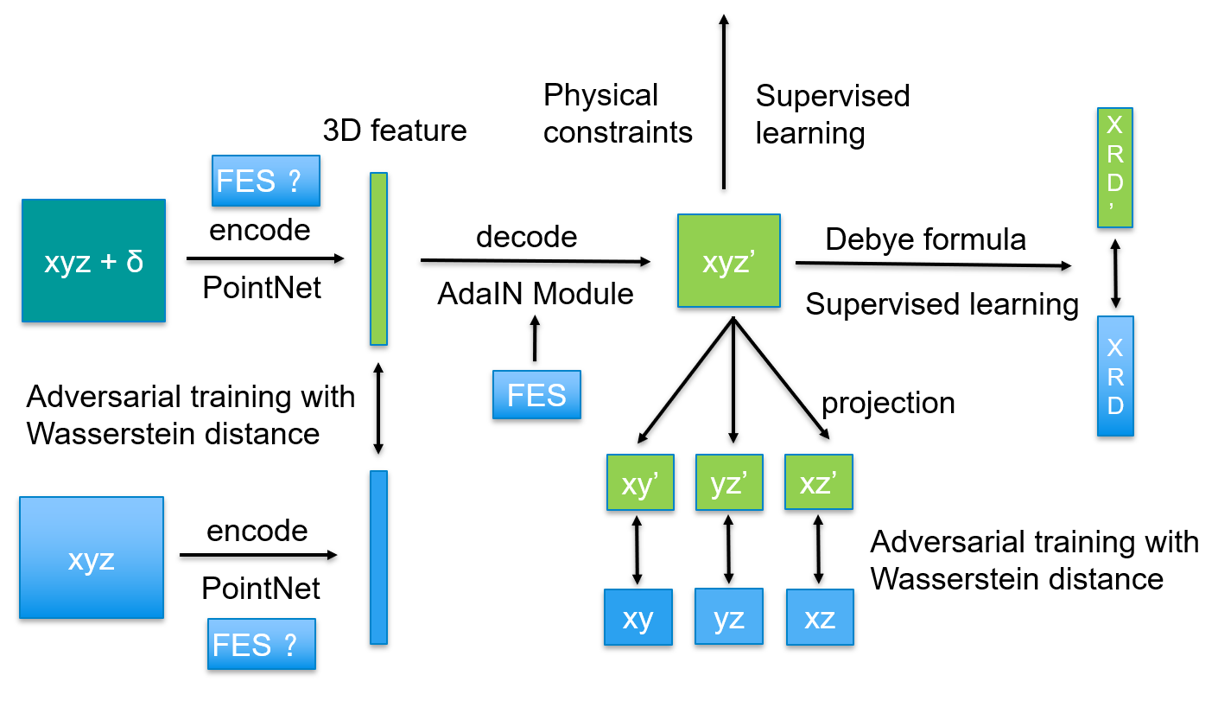 Physical
constraints
Supervised
learning
3D feature
FES ?
encode
PointNet
xyz + δ
decode
AdaIN Module
FES
xyz’
Debye formula
Supervised learning
X
R
D
’
X
R
D
Adversarial training with
Wasserstein distance
projection
xyz
encode
PointNet
FES ?
xy’
yz’
xz’
Adversarial training with
Wasserstein distance
xy
yz
xz